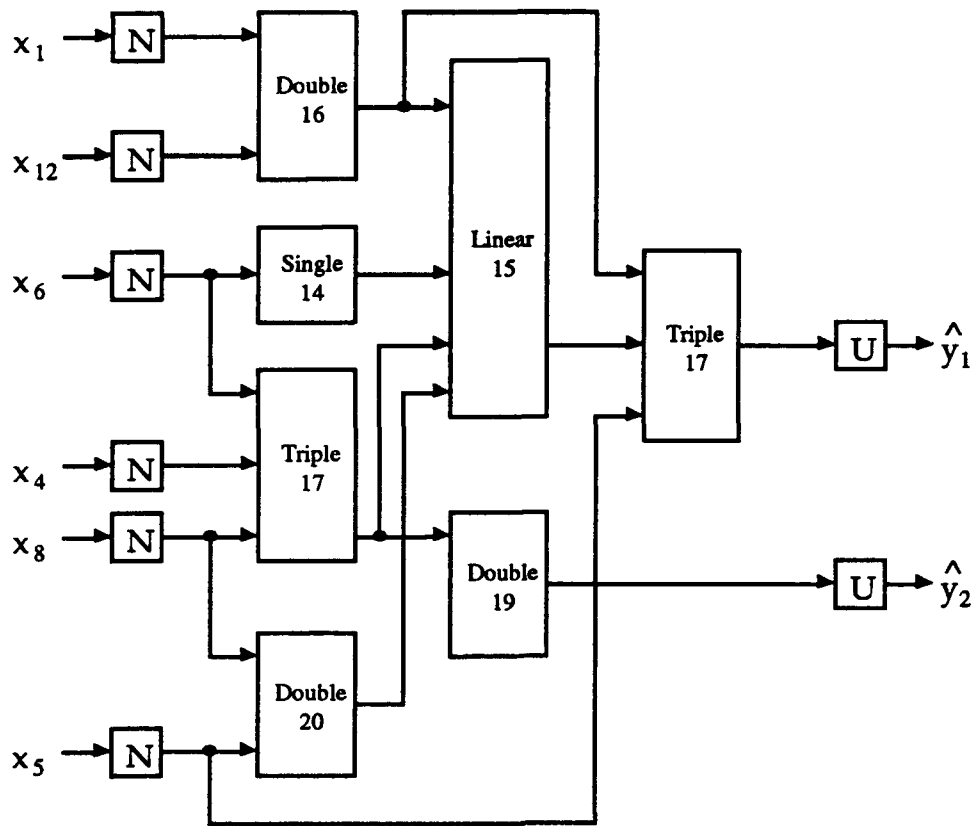 x1 N
Double
16
x12 N
x6 N
Single
14
Linear
15
Triple
17
U ŷ1
x4 N
Triple
17
x8 N
Double
19
U ŷ2
Double
20
x5 N